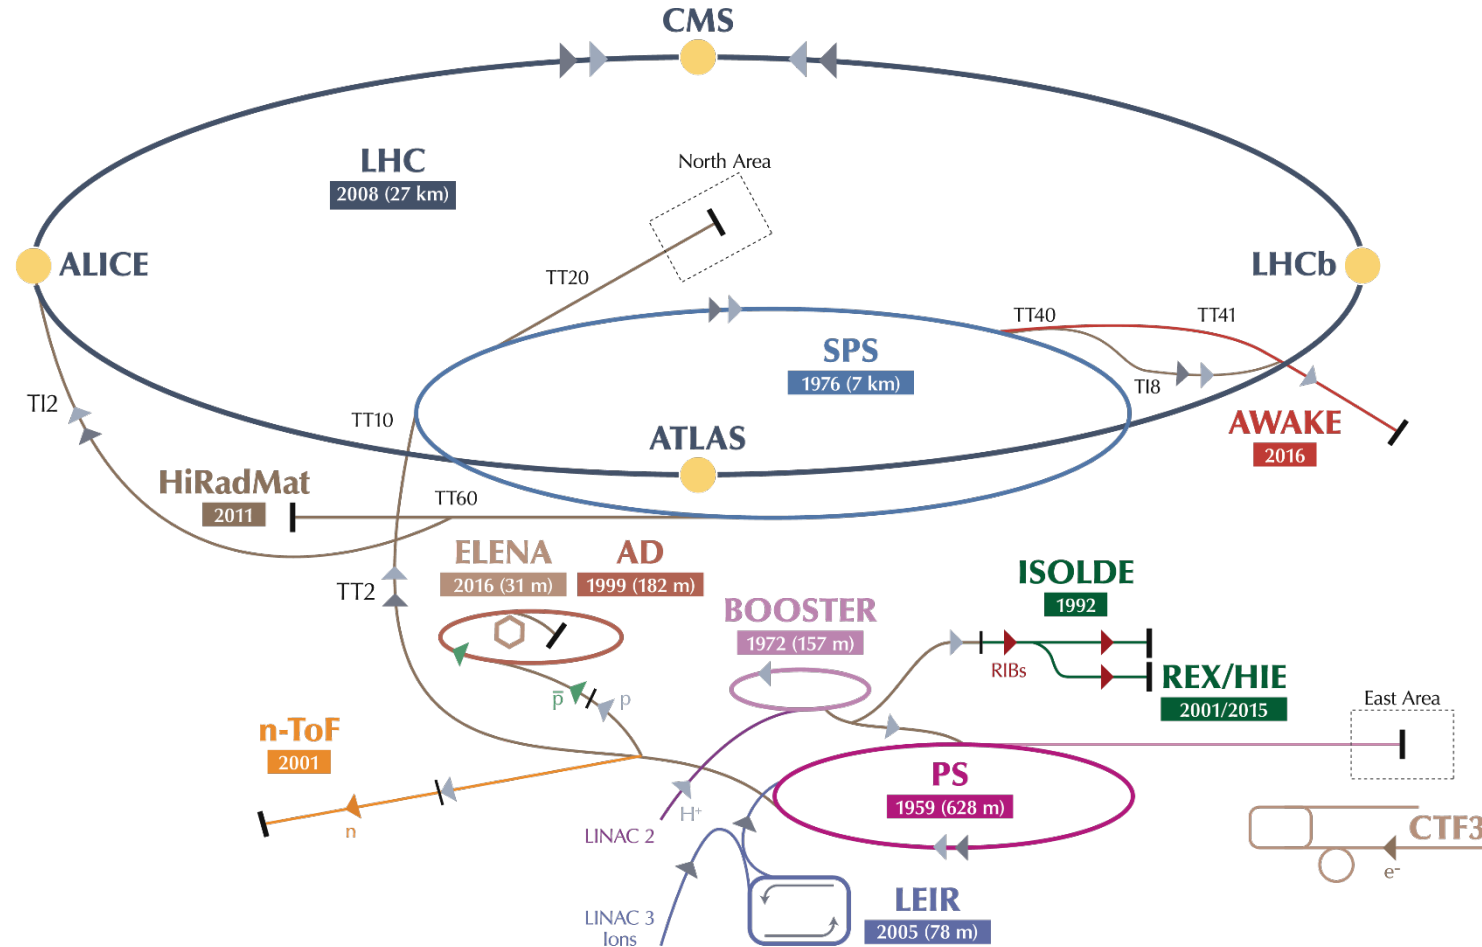 CMS
LHC
2008 (27 km)
North Area
ALICE
LHCb
TT20
TT40
TT41
SPS
1976 (7 km)
TI8
TI2
TT10
ATLAS
AWAKE
2016
HiRadMat
2011
TT60
ELENA
2016 (31 m)
AD
1999 (182 m)
TT2
ISOLDE
1992
BOOSTER
1972 (157 m)
RIBs
REX/HIE
2001/2015
p̅
p
East Area
n-ToF
2001
PS
1959 (628 m)
n
H+
LINAC 2
CTF3
e-
LEIR
2005 (78 m)
LINAC 3
Ions